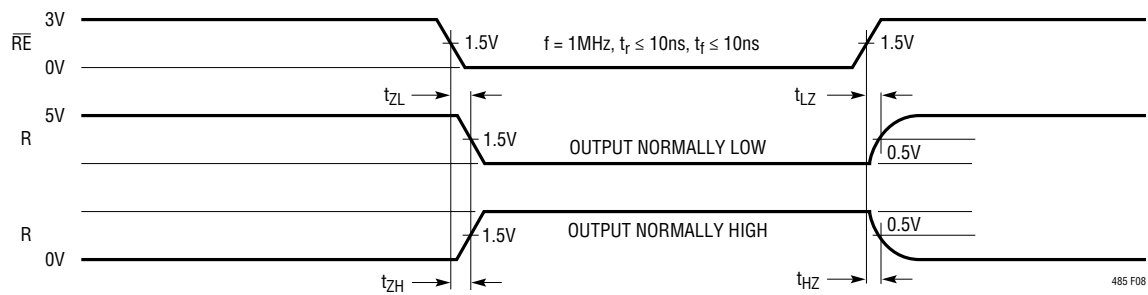 3V
R̅E̅
1.5V
f = 1MHz, tr ≤ 10ns, tf ≤ 10ns
1.5V
0V
tZL
tLZ
5V
R
1.5V
OUTPUT NORMALLY LOW
0.5V
R
1.5V
OUTPUT NORMALLY HIGH
0.5V
0V
tZH
tHZ
485 F08